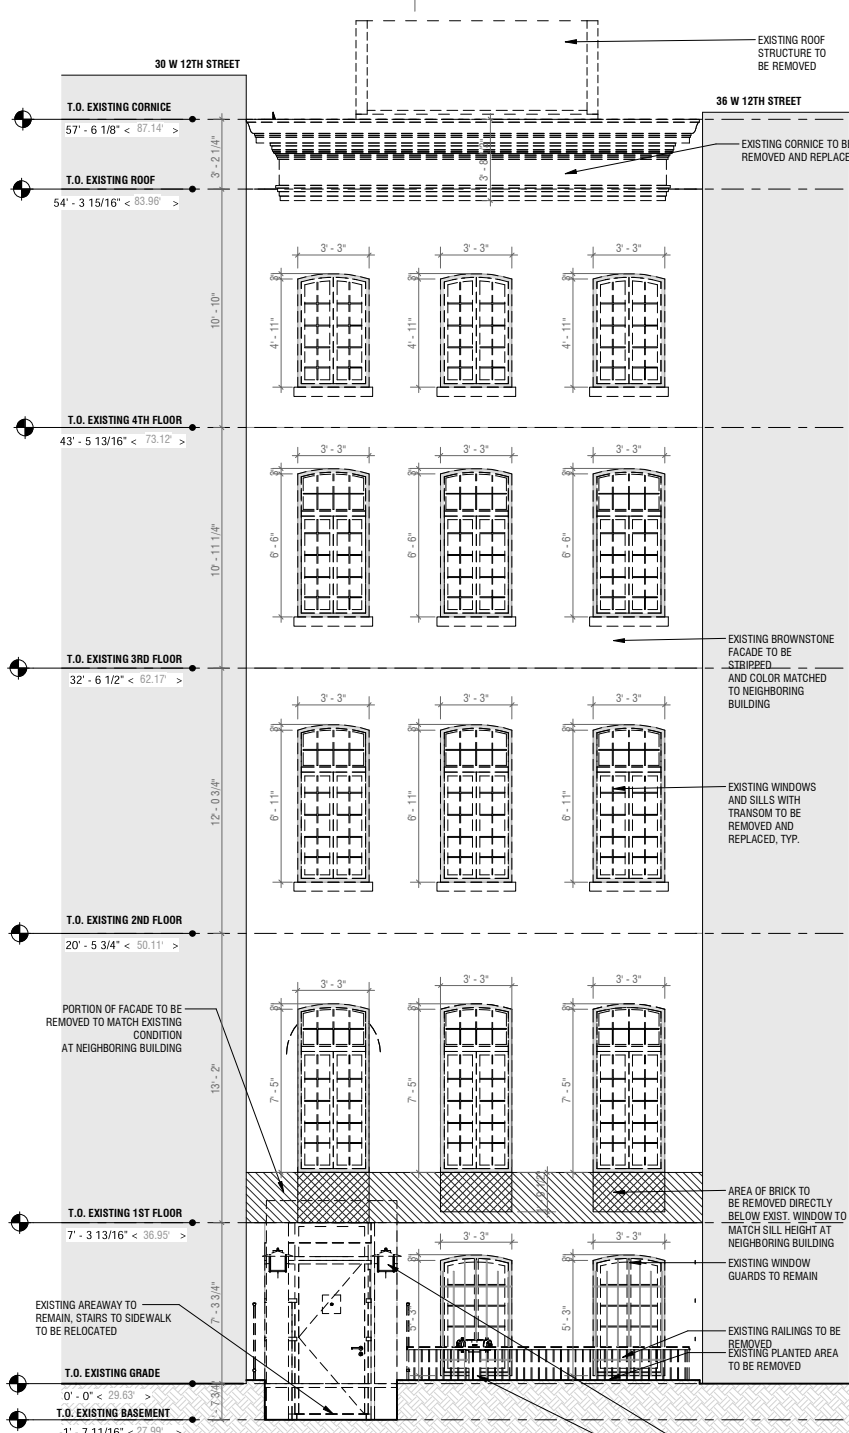 30 W 12TH STREET
EXISTING ROOF
STRUCTURE TO
BE REMOVED
36 W 12TH STREET
T.O. EXISTING CORNICE
57' - 6 1/8" < 87.14' >
3' - 2 1/4"
EXISTING CORNICE TO BE
REMOVED AND REPLACE
T.O. EXISTING ROOF
54' - 3 15/16" < 83.96' >
3' - 3"
3' - 3"
3' - 3"
10' - 10"
4' - 11"
4' - 11"
4' - 11"
T.O. EXISTING 4TH FLOOR
43' - 5 13/16" < 73.12' >
3' - 3"
3' - 3"
3' - 3"
10' - 11 1/4"
6' - 6"
6' - 6"
6' - 6"
EXISTING BROWNSTONE
FACADE TO BE
STRIPPED
AND COLOR MATCHED
TO NEIGHBORING
BUILDING
T.O. EXISTING 3RD FLOOR
32' - 6 1/2" < 62.17' >
3' - 3"
3' - 3"
3' - 3"
12' - 0 3/4"
6' - 11"
6' - 11"
6' - 11"
EXISTING WINDOWS
AND SILLS WITH
TRANSOM TO BE
REMOVED AND
REPLACED, TYP.
T.O. EXISTING 2ND FLOOR
20' - 5 3/4" < 50.11' >
3' - 3"
3' - 3"
3' - 3"
PORTION OF FACADE TO BE
REMOVED TO MATCH EXISTING
CONDITION
AT NEIGHBORING BUILDING
13' - 2"
7' - 5"
7' - 5"
7' - 5"
AREA OF BRICK TO
BE REMOVED DIRECTLY
BELOW EXIST. WINDOW TO
MATCH SILL HEIGHT AT
NEIGHBORING BUILDING
T.O. EXISTING 1ST FLOOR
7' - 3 13/16" < 36.95' >
3' - 3"
3' - 3"
EXISTING WINDOW
GUARDS TO REMAIN
7' - 3 3/4"
5' - 3"
5' - 3"
EXISTING AREAWAY TO
REMAIN, STAIRS TO SIDEWALK
TO BE RELOCATED
EXISTING RAILINGS TO BE
REMOVED
EXISTING PLANTED AREA
TO BE REMOVED
T.O. EXISTING GRADE
0' - 0" < 29.63' >
T.O. EXISTING BASEMENT
-1' - 7 11/16" < 27.99' >